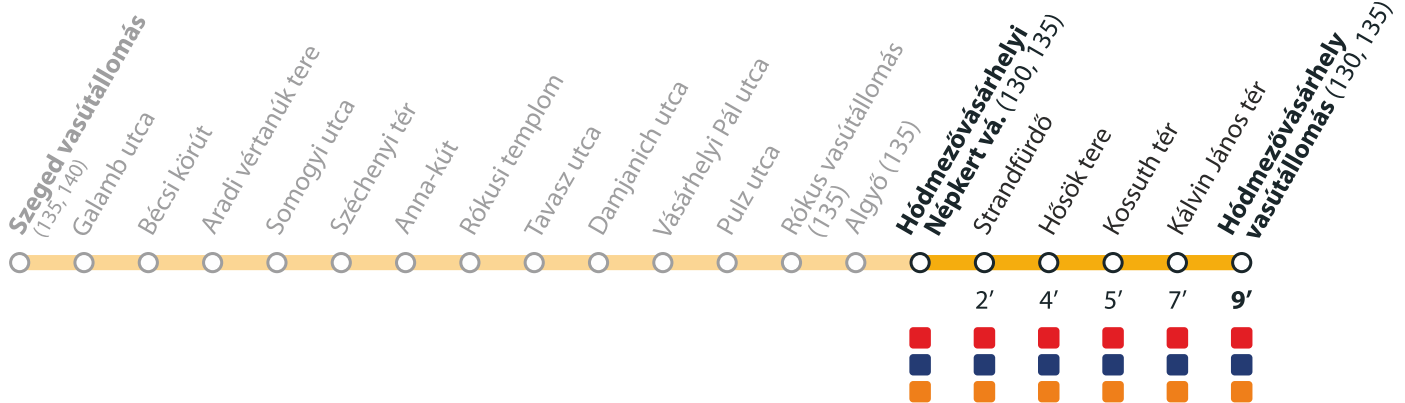 Szeged vasútállomás
(135, 140)
Galamb utca
Bécsi körút
Aradi vértanúk tere
Somogyi utca
Széchenyi tér
Anna-kút
Rókusi templom
Tavasz utca
Damjanich utca
Vásárhelyi Pál utca
Pulz utca
Rókus vasútállomás
(135)
Algyő (135)
Hódmezővásárhelyi
Népkert vá. (130, 135)
Strandfürdő
Hősök tere
Kossuth tér
Kálvin János tér
Hódmezővásárhely
vasútállomás (130, 135)
2’ 4’ 5’ 7’ 9’